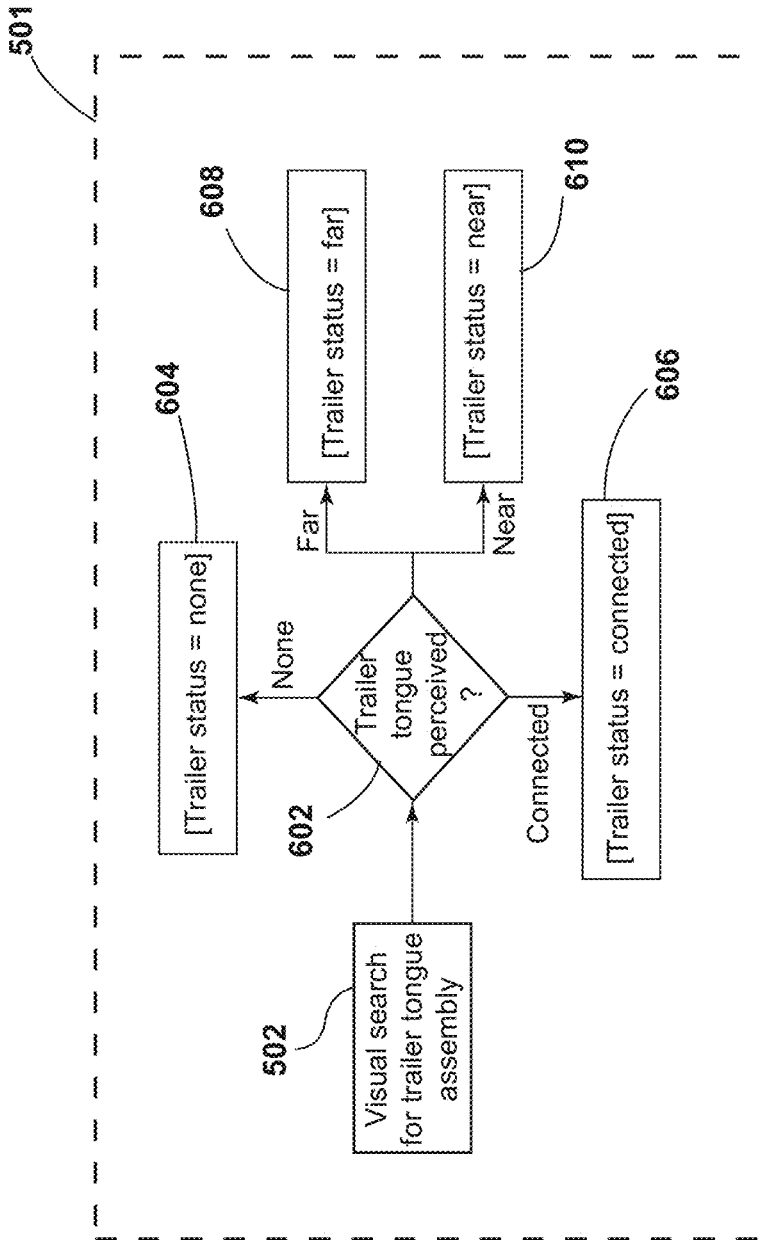 501
604
[Trailer status = none]
608
[Trailer status = far]
None
Far
502
Visual search
for trailer tongue
assembly
602
Trailer
tongue
perceived
?
Near
[Trailer status = near]
610
Connected
[Trailer status = connected]
606